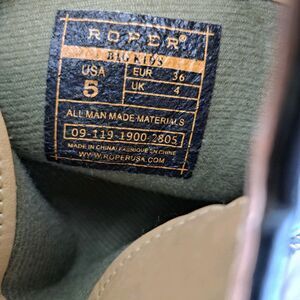 ROPER®
BIG KIDS
USA 5 EUR 36
UK 4
ALL MAN MADE MATERIALS
09-119-1900-2805
MADE IN CHINA/FABRIQUÉ EN CHINE
WWW.ROPERUSA.COM